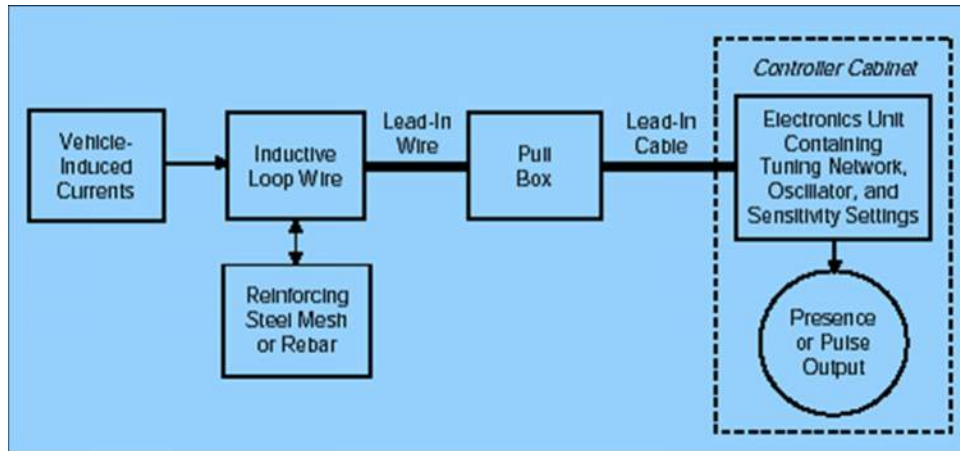 Controller Cabinet
Vehicle-
Induced
Currents
Inductive
Loop Wire
Lead-In
Wire
Pull
Box
Lead-In
Cable
Electronics Unit
Containing
Tuning Network,
Oscillator, and
Sensitivity Settings
Reinforcing
Steel Mesh
or Rebar
Presence
or Pulse
Output